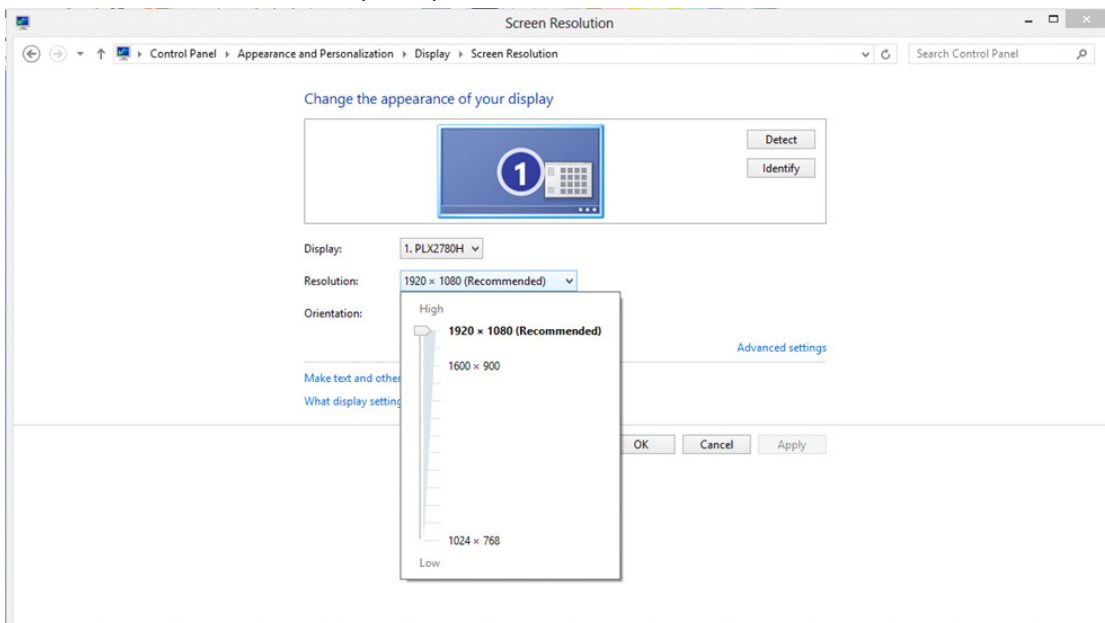 Screen Resolution
Control Panel Appearance and Personalization Display Screen Resolution
Search Control Panel
Change the appearance of your display
1
Detect
Identify
Display: 1. PLX2780H
Resolution: 1920 × 1080 (Recommended)
Orientation:
High
1920 × 1080 (Recommended)
Advanced settings
1600 × 900
Make text and other
What display setting
OK Cancel Apply
1024 × 768
Low